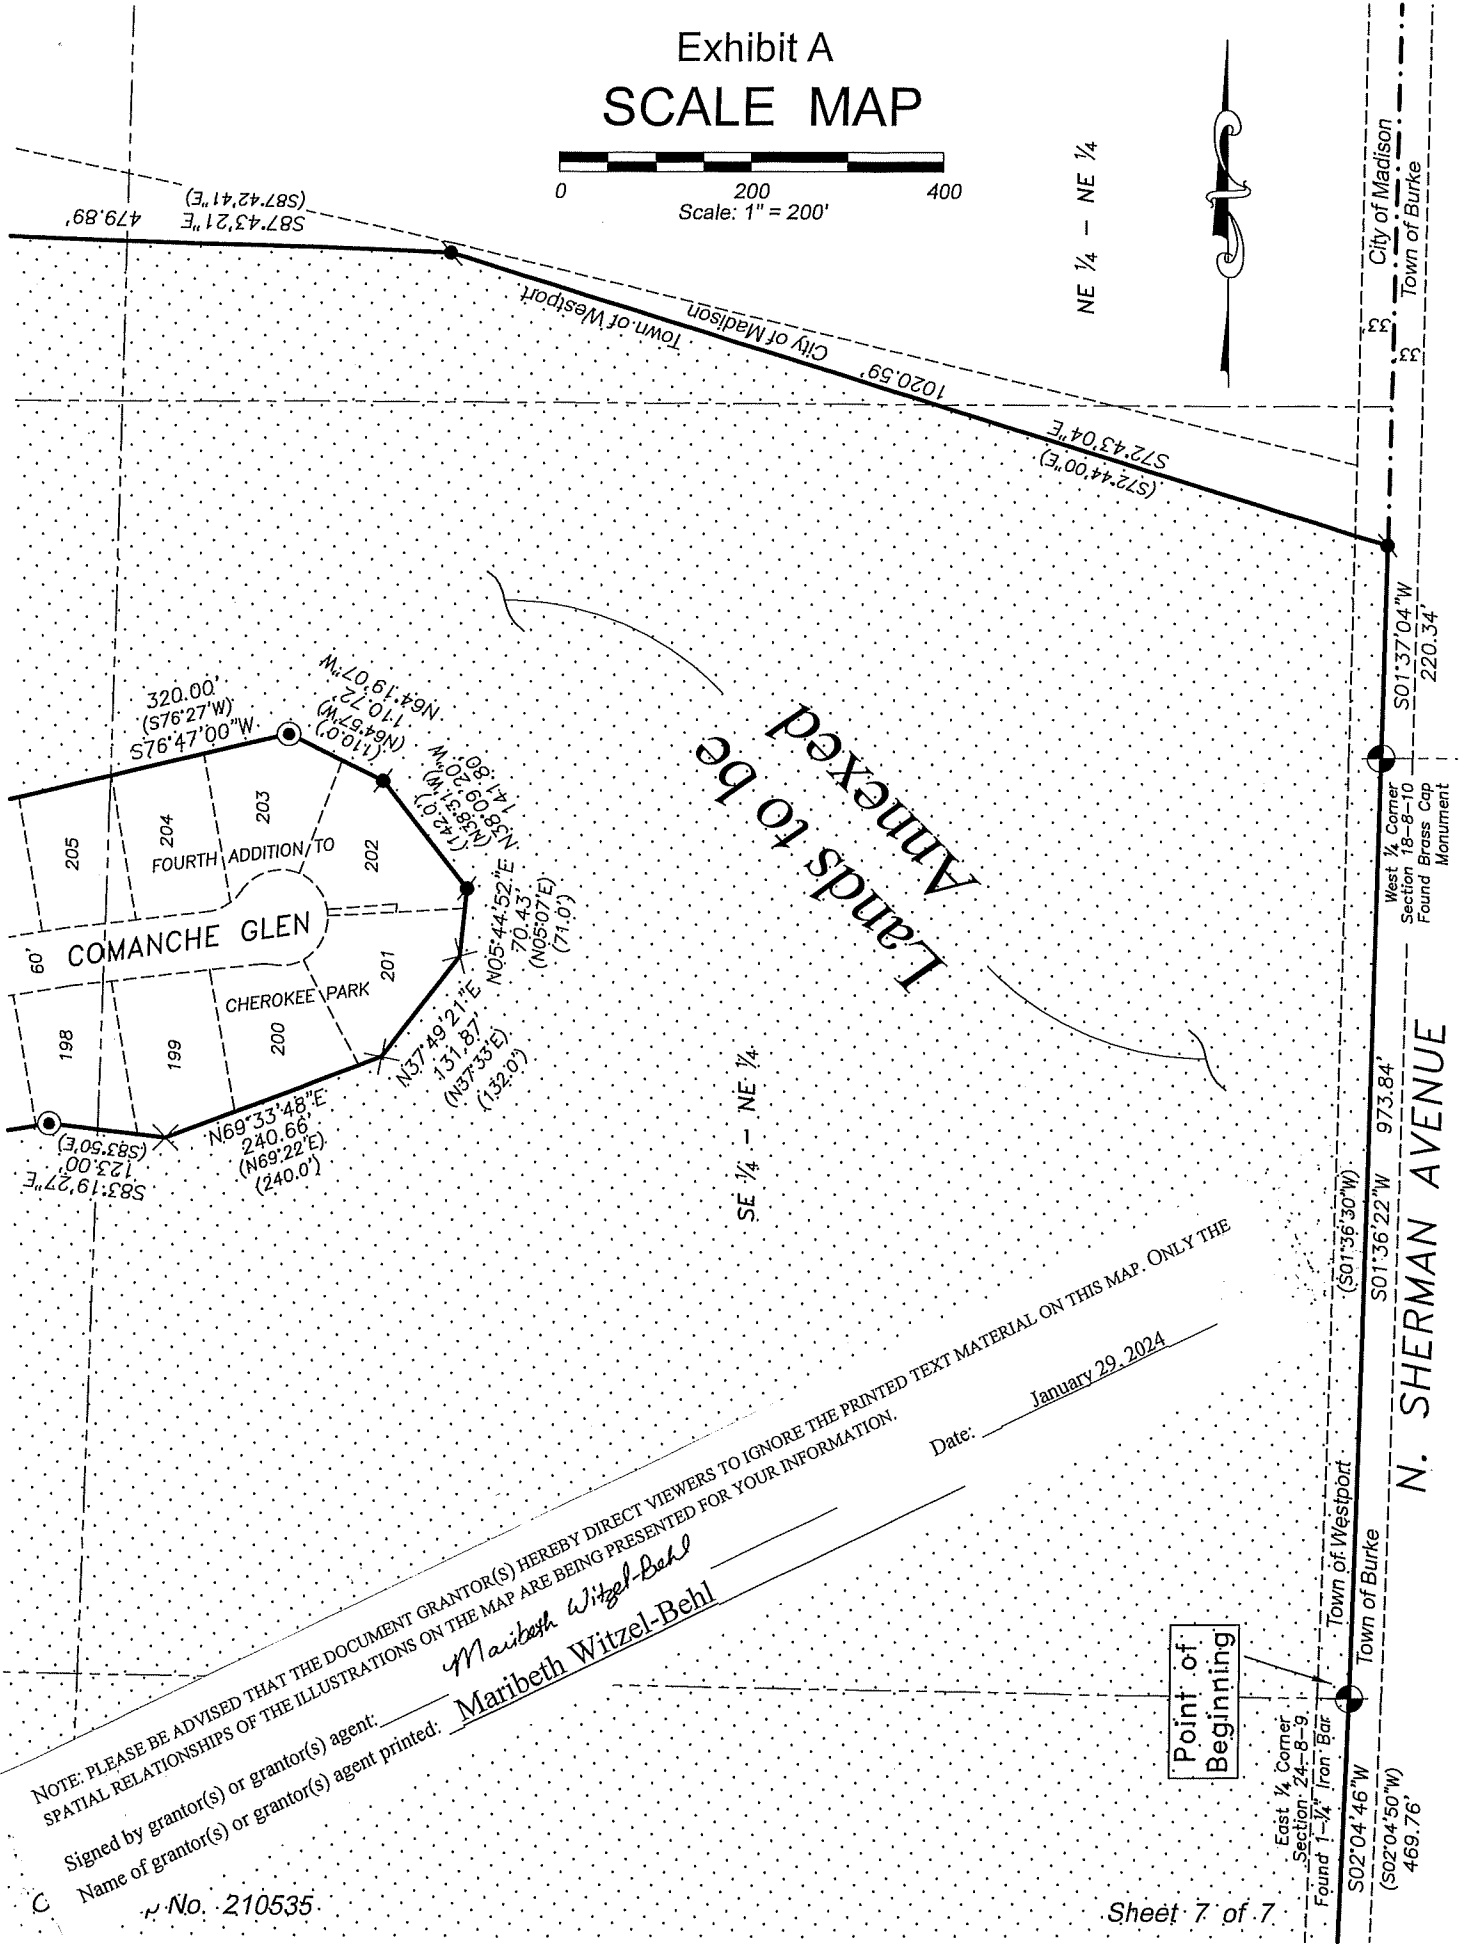 Exhibit A
SCALE MAP
0 200 400
Scale: 1" = 200'
NE ¼ - NE ¼
City of Madison
Town of Burke
33'
33'
(S87°42'41"E)
S87°43'21"E
479.89'
Town of Westport
City of Madison
1020.59'
S72°43'04"E
(S72°44'00"E)
S01°37'04"W
220.34'
West ¼ Corner
Section 18-8-10
Found Brass Cap
Monument
320.00'
(S76°27'W)
S76°47'00"W
N64°19'07"W
110.72'
(N64°57'W)
(110.0')
N38°09'20"W
141.80'
(N38°31'W)
(142.0')
205
204
203
202
FOURTH ADDITION TO
COMANCHE GLEN
60'
CHEROKEE PARK
201
200
199
198
N05°44'52"E
70.43'
(N05°07'E)
(71.0')
N37°49'21"E
131.87'
(N37°33'E)
(132.0')
N69°33'48"E
240.66'
(N69°22'E)
(240.0')
(S83°50'E)
123.00'
S83°19'27"E
Lands to be
Annexed
SE ¼ - NE ¼
973.84'
(S01°36'30"W)
S01°36'22"W
N. SHERMAN AVENUE
Town of Westport
Town of Burke
NOTE: PLEASE BE ADVISED THAT THE DOCUMENT GRANTOR(S) HEREBY DIRECT VIEWERS TO IGNORE THE PRINTED TEXT MATERIAL ON THIS MAP. ONLY THE
SPATIAL RELATIONSHIPS OF THE ILLUSTRATIONS ON THE MAP ARE BEING PRESENTED FOR YOUR INFORMATION.
Signed by grantor(s) or grantor(s) agent: Maribeth Witzel-Behl
Date: January 29, 2024
Name of grantor(s) or grantor(s) agent printed: Maribeth Witzel-Behl
Point of
Beginning
East ¼ Corner
Section 24-8-9
Found 1-¼" Iron Bar
S02°04'46"W
(S02°04'50"W)
469.76'
No. 210535
Sheet 7 of 7